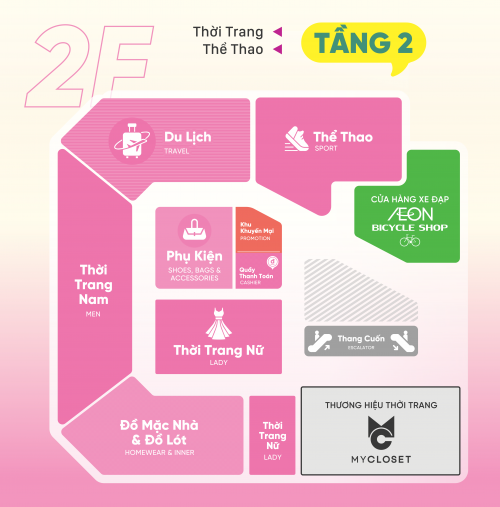 2F
Thời Trang
Thể Thao
TẦNG 2
Du Lịch
TRAVEL
Thể Thao
SPORT
CỬA HÀNG XE ĐẠP
ÆON
BICYCLE SHOP
Khu
Khuyến Mại
PROMOTION
Phụ Kiện
SHOES, BAGS &
ACCESSORIES
đ
Quầy
Thanh Toán
CASHER
Thời
Trang
Nam
MEN
Thời Trang Nữ
LADY
Thang Cuốn
ESCALATOR
Đồ Mặc Nhà
& Đồ Lót
HOMEWEAR & INNER
Thời
Trang
Nữ
LADY
THƯƠNG HIỆU THỜI TRANG
MC
MYCLOSET